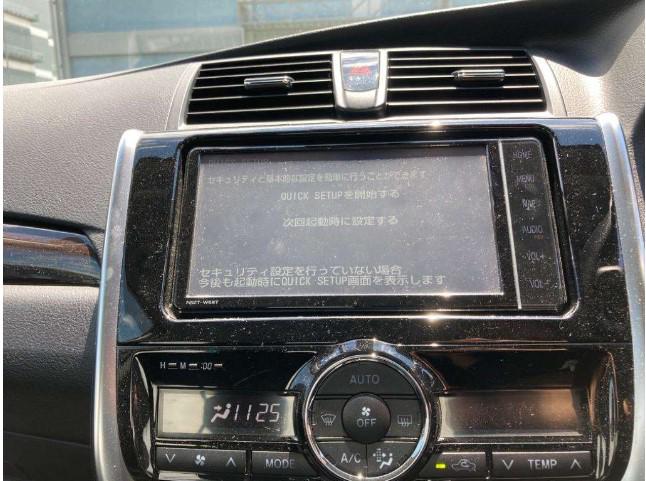 セキュリティと基本的な設定を簡単に行うことができます
QUICK SETUPを開始する
次回起動時に設定する
セキュリティ設定を行っていない場合
今後も起動時にQUICK SETUP画面を表示します
HOME
MENU
NAVI
AUDIO
VOL+
VOL-
NSZT-W66T
H M :00
AUTO
1125
OFF
MODE
A/C
TEMP